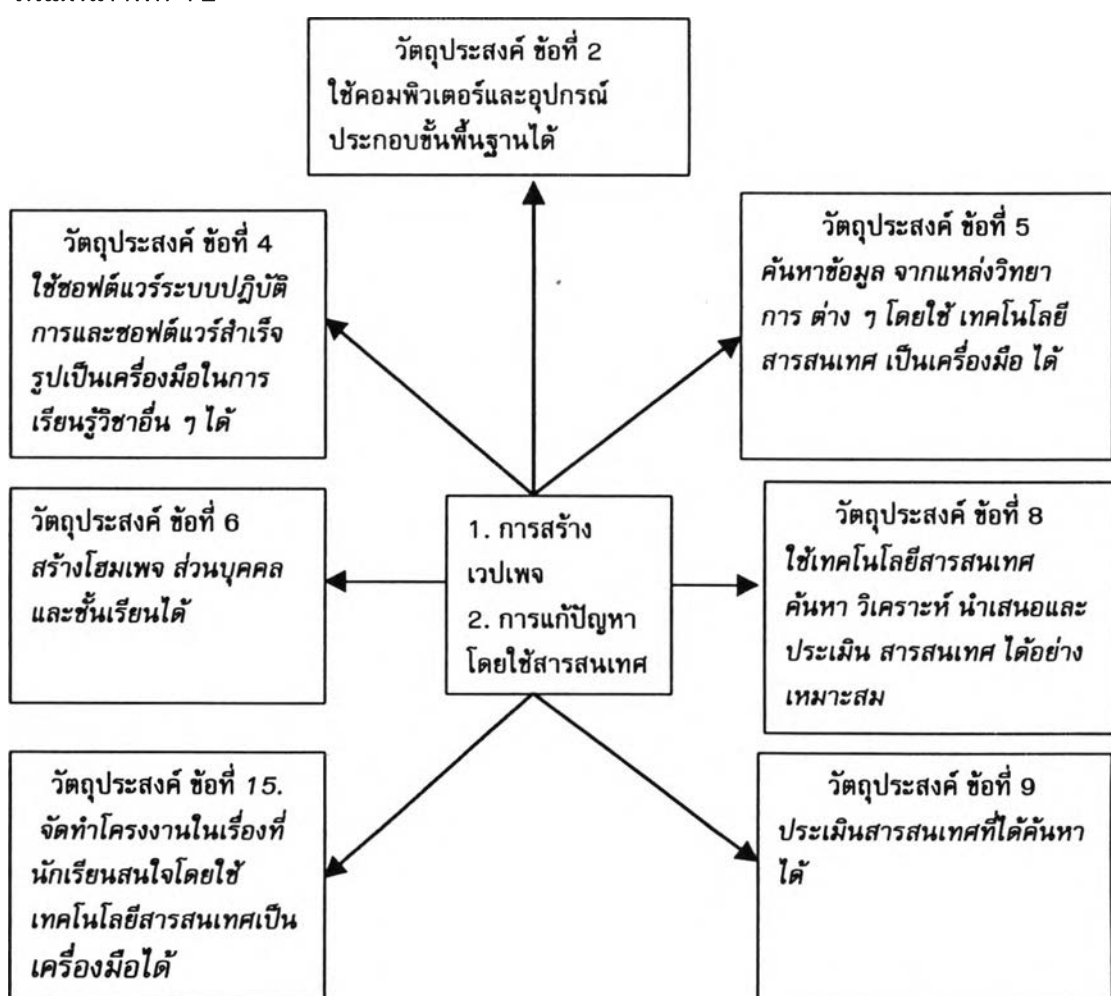 วัตถุประสงค์ ข้อที่ 2
ใช้คอมพิวเตอร์และอุปกรณ์
ประกอบขั้นพื้นฐานได้
วัตถุประสงค์ ข้อที่ 4
ใช้ซอฟต์แวร์ระบบปฏิบัติ
การและซอฟต์แวร์สำเร็จ
รูปเป็นเครื่องมือในการ
เรียนรู้วิชาอื่น ๆ ได้
วัตถุประสงค์ ข้อที่ 5
ค้นหาข้อมูล จากแหล่งวิทยา
การ ต่าง ๆ โดยใช้ เทคโนโลยี
สารสนเทศ เป็นเครื่องมือ ได้
วัตถุประสงค์ ข้อที่ 6
สร้างโฮมเพจ ส่วนบุคคล
และชั้นเรียนได้
1. การสร้าง
เวปเพจ
2. การแก้ปัญหา
โดยใช้สารสนเทศ
วัตถุประสงค์ ข้อที่ 8
ใช้เทคโนโลยีสารสนเทศ
ค้นหา วิเคราะห์ นำเสนอและ
ประเมิน สารสนเทศ ได้อย่าง
เหมาะสม
วัตถุประสงค์ ข้อที่ 15.
จัดทำโครงงานในเรื่องที่
นักเรียนสนใจโดยใช้
เทคโนโลยีสารสนเทศเป็น
เครื่องมือได้
วัตถุประสงค์ ข้อที่ 9
ประเมินสารสนเทศที่ได้ค้นหา
ได้